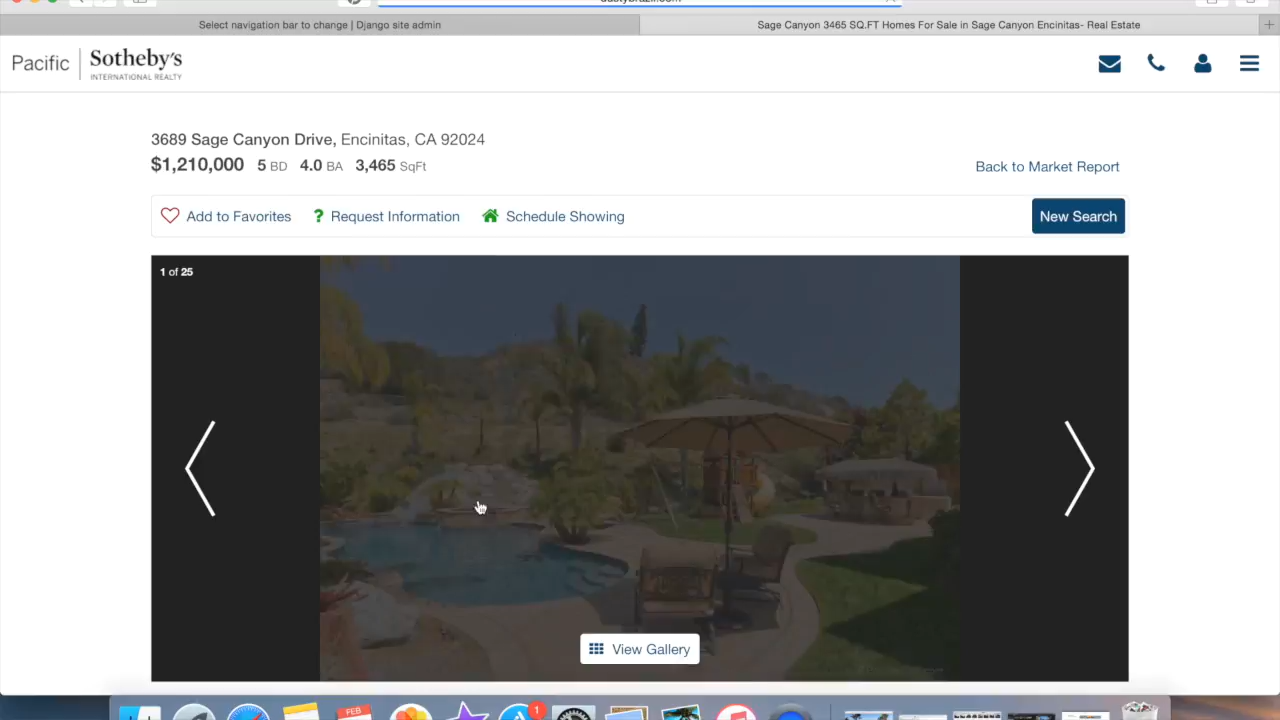 Select navigation bar to change | Django site admin
Sage Canyon 3465 SQ.FT Homes For Sale in Sage Canyon Encinitas- Real Estate
Pacific Sotheby's
INTERNATIONAL REALTY
3689 Sage Canyon Drive, Encinitas, CA 92024
$1,210,000 5 BD 4.0 BA 3,465 SqFt
Back to Market Report
Add to Favorites ? Request Information Schedule Showing New Search
1 of 25
View Gallery
FEB
1